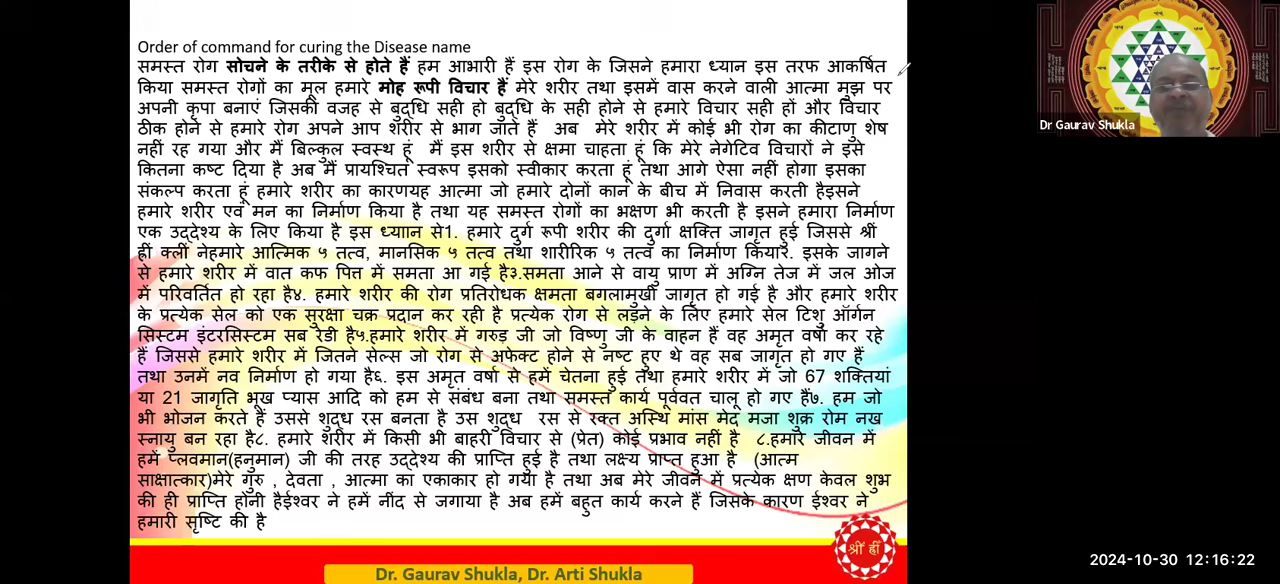 Order of command for curing the Disease name
समस्त रोग सोचने के तरीके से होते हैं हम आभारी हैं इस रोग के जिसने हमारा ध्यान इस तरफ आकर्षित
किया समस्त रोगों का मूल हमारे मोह रूपी विचार हैं मेरे शरीर तथा इसमें वास करने वाली आत्मा मुझ पर
अपनी कृपा बनाएं जिसकी वजह से बुद्धि सही हो बुद्धि के सही होने से हमारे विचार सही हों और विचार
ठीक होने से हमारे रोग अपने आप शरीर से भाग जाते हैं अब मेरे शरीर में कोई भी रोग का कीटाणु शेष
नहीं रह गया और मैं बिल्कुल स्वस्थ हूं मैं इस शरीर से क्षमा चाहता हूं कि मेरे नेगेटिव विचारों ने इसे
कितना कष्ट दिया है अब मैं प्रायश्चित स्वरूप इसको स्वीकार करता हूं तथा आगे ऐसा नहीं होगा इसका
संकल्प करता हूं हमारे शरीर का कारणयह आत्मा जो हमारे दोनों कान के बीच में निवास करती हैइसने
हमारे शरीर एवं मन का निर्माण किया है तथा यह समस्त रोगों का भक्षण भी करती है इसने हमारा निर्माण
एक उद्देश्य के लिए किया है इस ध्याान से1. हमारे दुर्ग रूपी शरीर की दुर्गा क्षक्ति जागृत हुई जिससे श्रीं
ह्रीं क्लीं नेहमारे आत्मिक ५ तत्व, मानसिक ५ तत्व तथा शारीरिक ५ तत्व का निर्माण किया२. इसके जागने
से हमारे शरीर में वात कफ पित्त में समता आ गई है३.समता आने से वायु प्राण में अग्नि तेज में जल ओज
में परिवर्तित हो रहा है४. हमारे शरीर की रोग प्रतिरोधक क्षमता बगलामुखी जागृत हो गई है और हमारे शरीर
के प्रत्येक सेल को एक सुरक्षा चक्र प्रदान कर रही है प्रत्येक रोग से लड़ने के लिए हमारे सेल टिशु ऑर्गन
सिस्टम इंटरसिस्टम सब रेडी है५.हमारे शरीर में गरुड़ जी जो विष्णु जी के वाहन हैं वह अमृत वर्षा कर रहे
हैं जिससे हमारे शरीर में जितने सेल्स जो रोग से अफेक्ट होने से नष्ट हुए थे वह सब जागृत हो गए हैं
तथा उनमें नव निर्माण हो गया है६. इस अमृत वर्षा से हमें चेतना हुई तथा हमारे शरीर में जो 67 शक्तियां
या 21 जागृति भूख प्यास आदि को हम से संबंध बना तथा समस्त कार्य पूर्ववत चालू हो गए हैं७. हम जो
भी भोजन करते हैं उससे शुद्ध रस बनता है उस शुद्ध रस से रक्त अस्थि मांस मेद मजा शुक्र रोम नख
स्नायु बन रहा है८. हमारे शरीर में किसी भी बाहरी विचार से (प्रेत) कोई प्रभाव नहीं है ८.हमारे जीवन में
हमें प्लवमान(हनुमान) जी की तरह उद्देश्य की प्राप्ति हुई है तथा लक्ष्य प्राप्त हुआ है (आत्म
साक्षात्कार)मेरे गुरु , देवता , आत्मा का एकाकार हो गया है तथा अब मेरे जीवन में प्रत्येक क्षण केवल शुभ
की ही प्राप्ति होनी हैईश्वर ने हमें नींद से जगाया है अब हमें बहुत कार्य करने हैं जिसके कारण ईश्वर ने
हमारी सृष्टि की है
श्रीं ह्रीं
Dr. Gaurav Shukla, Dr. Arti Shukla
Dr Gaurav Shukla
2024-10-30 12:16:22